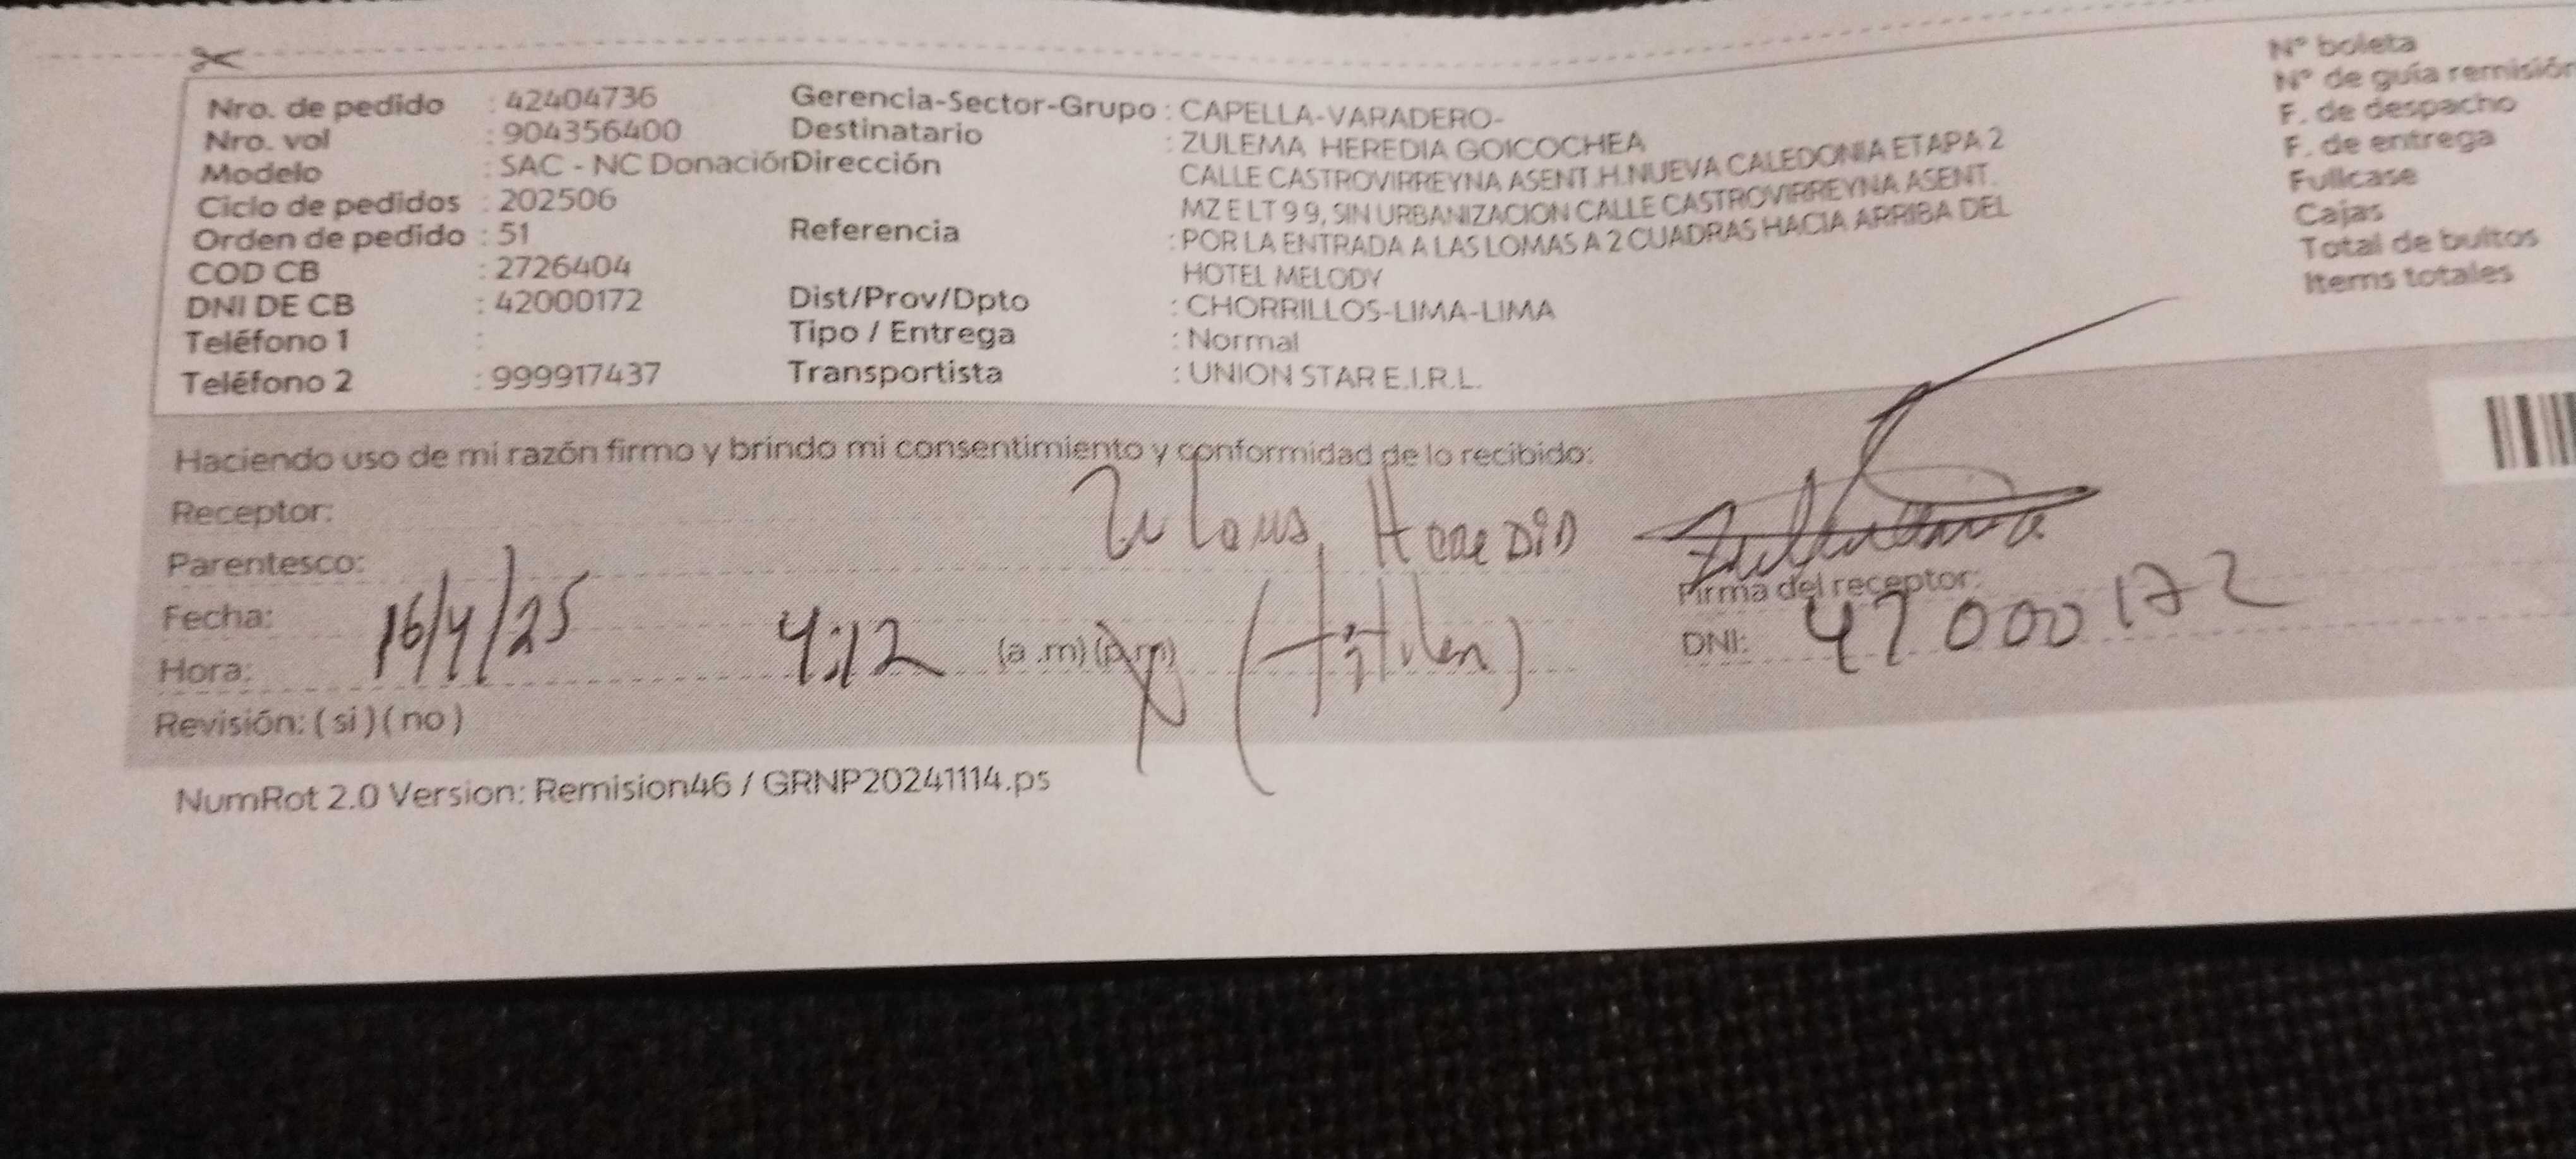 Nro. de pedido : 42404736
Nro. vol : 904356400
Modelo : SAC - NC Donación
Ciclo de pedidos : 202506
Orden de pedido : 51
COD CB : 2726404
DNI DE CB : 42000172
Teléfono 1 :
Teléfono 2 : 999917437
Gerencia-Sector-Grupo : CAPELLA-VARADERO-
Destinatario : ZULEMA HEREDIA GOICOCHEA
Dirección CALLE CASTROVIRREYNA ASENT.H.NUEVA CALEDONIA ETAPA 2
MZ E LT 9 9, SIN URBANIZACION CALLE CASTROVIRREYNA ASENT.
Referencia : POR LA ENTRADA A LAS LOMAS A 2 CUADRAS HACIA ARRIBA DEL
HOTEL MELODY
Dist/Prov/Dpto : CHORRILLOS-LIMA-LIMA
Tipo / Entrega : Normal
Transportista : UNION STAR E.I.R.L.
N° boleta
N° de guía remisión
F. de despacho
F. de entrega
Fullcase
Cajas
Total de bultos
Items totales
Haciendo uso de mi razón firmo y brindo mi consentimiento y conformidad de lo recibido:
Receptor:
Parentesco:
Fecha: 16/4/25
Hora: 4:12 (a .m) (p.m)
Revisión: ( si ) ( no )
Firma del receptor:
DNI: 42000172
NumRot 2.0 Version: Remision46 / GRNP20241114.ps